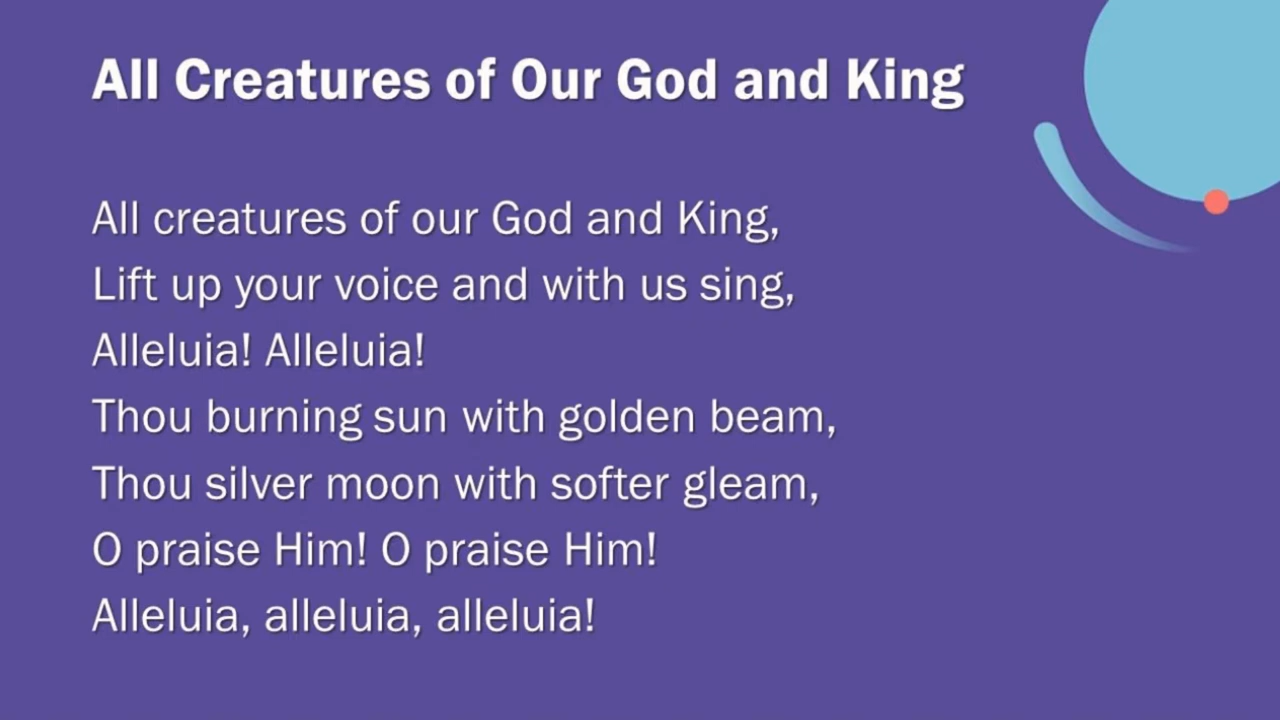 All Creatures of Our God and King
All creatures of our God and King,
Lift up your voice and with us sing,
Alleluia! Alleluia!
Thou burning sun with golden beam,
Thou silver moon with softer gleam,
O praise Him! O praise Him!
Alleluia, alleluia, alleluia!